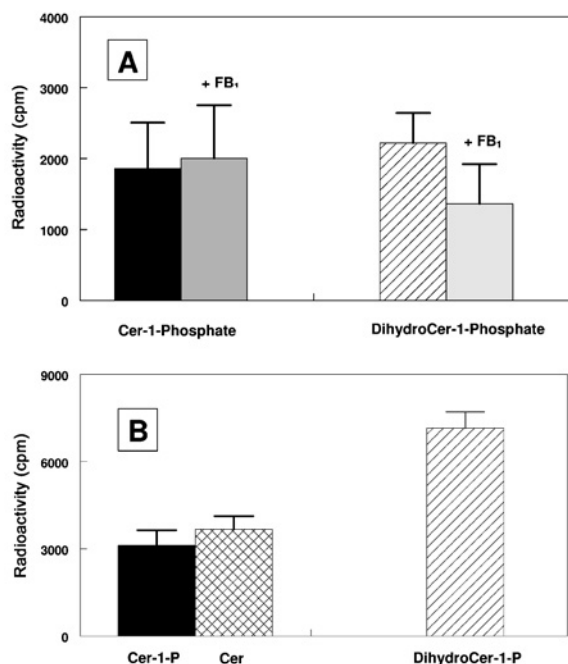 4000
A
+ FB₁
3000
+ FB₁
2000
1000
0
Radioactivity (cpm)
Cer-1-Phosphate DihydroCer-1-Phosphate
9000
B
6000
3000
0
Radioactivity (cpm)
Cer-1-P Cer DihydroCer-1-P